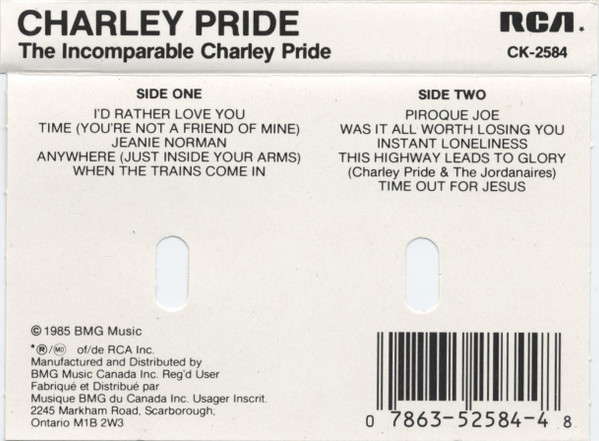 CHARLEY PRIDE
The Incomparable Charley Pride
RCA.
CK-2584
SIDE ONE
I'D RATHER LOVE YOU
TIME (YOU'RE NOT A FRIEND OF MINE)
JEANIE NORMAN
ANYWHERE (JUST INSIDE YOUR ARMS)
WHEN THE TRAINS COME IN
SIDE TWO
PIROQUE JOE
WAS IT ALL WORTH LOSING YOU
INSTANT LONELINESS
THIS HIGHWAY LEADS TO GLORY
(Charley Pride & The Jordanaires)
TIME OUT FOR JESUS
© 1985 BMG Music
*®/MD of/de RCA Inc.
Manufactured and Distributed by
BMG Music Canada Inc. Reg'd User
Fabriqué et Distribué par
Musique BMG du Canada Inc. Usager Inscrit.
2245 Markham Road, Scarborough,
Ontario M1B 2W3
0 7863-52584-4 8